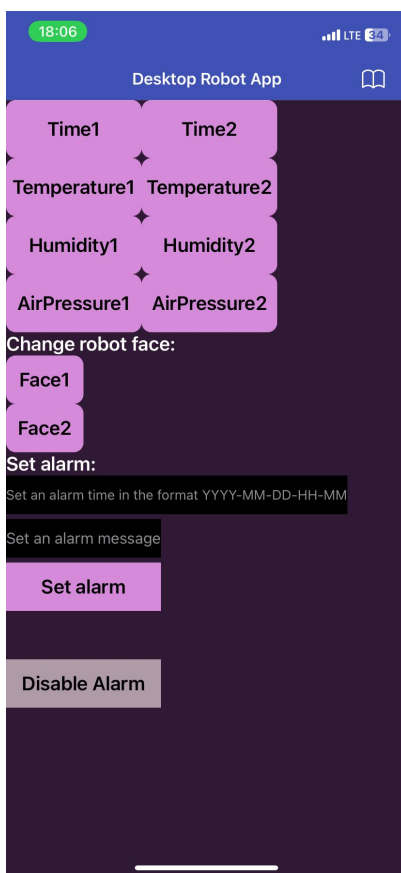 18:06 LTE 34
Desktop Robot App
Time1 Time2
Temperature1 Temperature2
Humidity1 Humidity2
AirPressure1 AirPressure2
Change robot face:
Face1
Face2
Set alarm:
Set an alarm time in the format YYYY-MM-DD-HH-MM
Set an alarm message
Set alarm
Disable Alarm